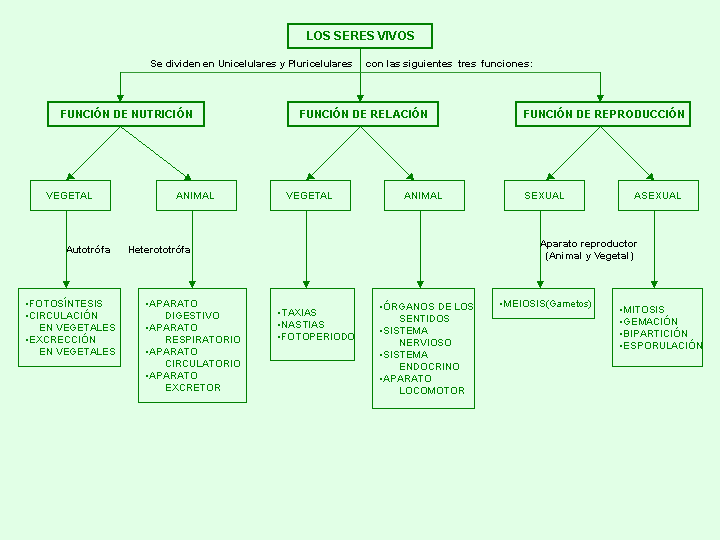 LOS SERES VIVOS
Se dividen en Unicelulares y Pluricelulares con las siguientes tres funciones:
FUNCIÓN DE NUTRICIÓN
FUNCIÓN DE RELACIÓN
FUNCIÓN DE REPRODUCCIÓN
VEGETAL
ANIMAL
VEGETAL
ANIMAL
SEXUAL
ASEXUAL
Autotrófa
Heterototrófa
Aparato reproductor
(Animal y Vegetal)
•FOTOSÍNTESIS
•CIRCULACIÓN
EN VEGETALES
•EXCRECCIÓN
EN VEGETALES
•APARATO
DIGESTIVO
•APARATO
RESPIRATORIO
•APARATO
CIRCULATORIO
•APARATO
EXCRETOR
•TAXIAS
•NASTIAS
•FOTOPERIODO
•ÓRGANOS DE LOS
SENTIDOS
•SISTEMA
NERVIOSO
•SISTEMA
ENDOCRINO
•APARATO
LOCOMOTOR
•MEIOSIS(Gametos)
•MITOSIS
•GEMACIÓN
•BIPARTICIÓN
•ESPORULACIÓN